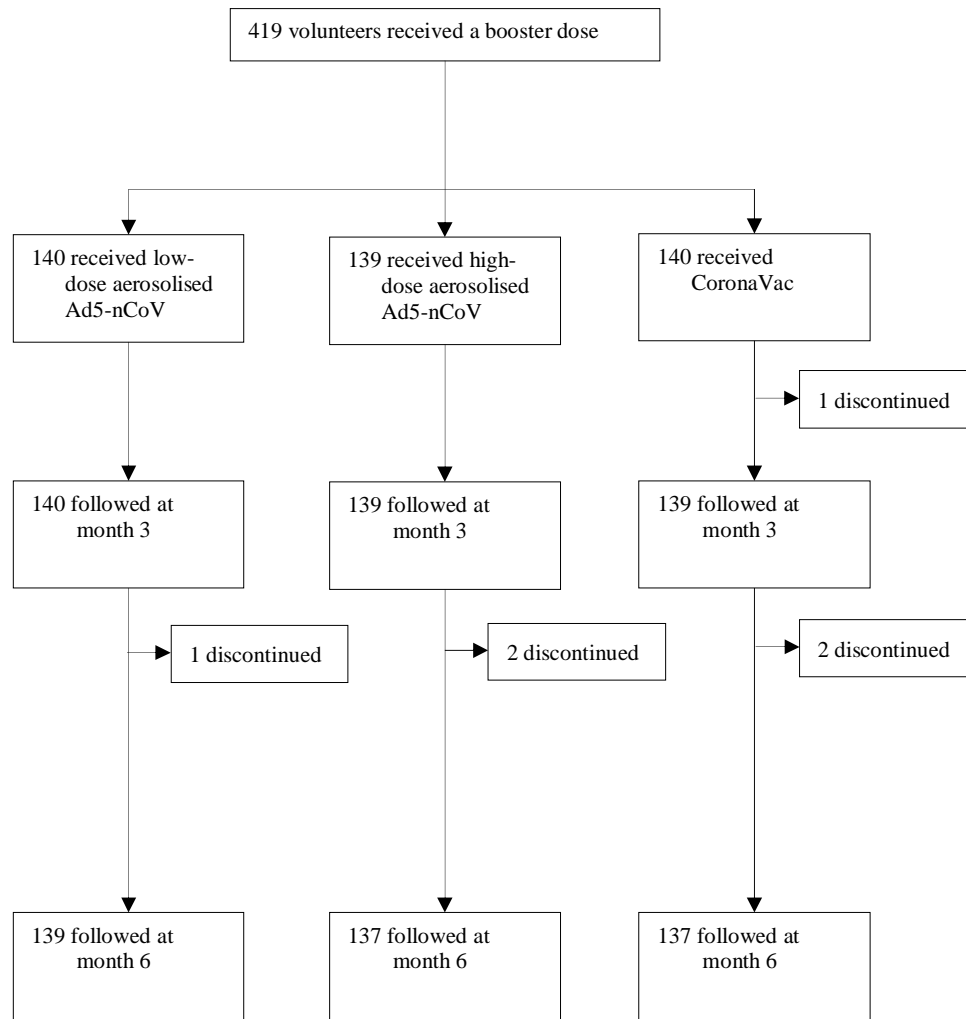 419 volunteers received a booster dose
140 received low-
dose aerosolised
Ad5-nCoV
139 received high-
dose aerosolised
Ad5-nCoV
140 received
CoronaVac
1 discontinued
140 followed at
month 3
139 followed at
month 3
139 followed at
month 3
1 discontinued
2 discontinued
2 discontinued
139 followed at
month 6
137 followed at
month 6
137 followed at
month 6